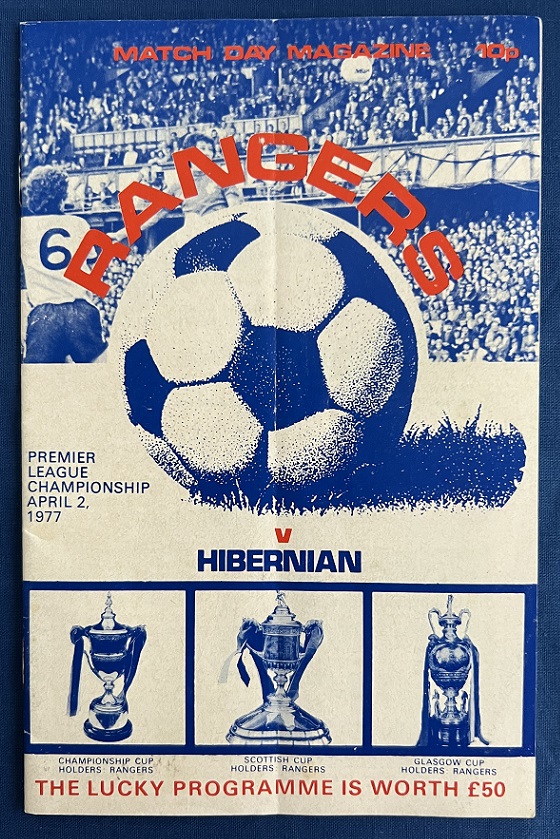 MATCH DAY MAGAZINE 10p
RANGERS
6
PREMIER
LEAGUE
CHAMPIONSHIP
APRIL 2,
1977
v
HIBERNIAN
CHAMPIONSHIP CUP
HOLDERS: RANGERS
SCOTTISH CUP
HOLDERS: RANGERS
GLASGOW CUP
HOLDERS: RANGERS
THE LUCKY PROGRAMME IS WORTH £50